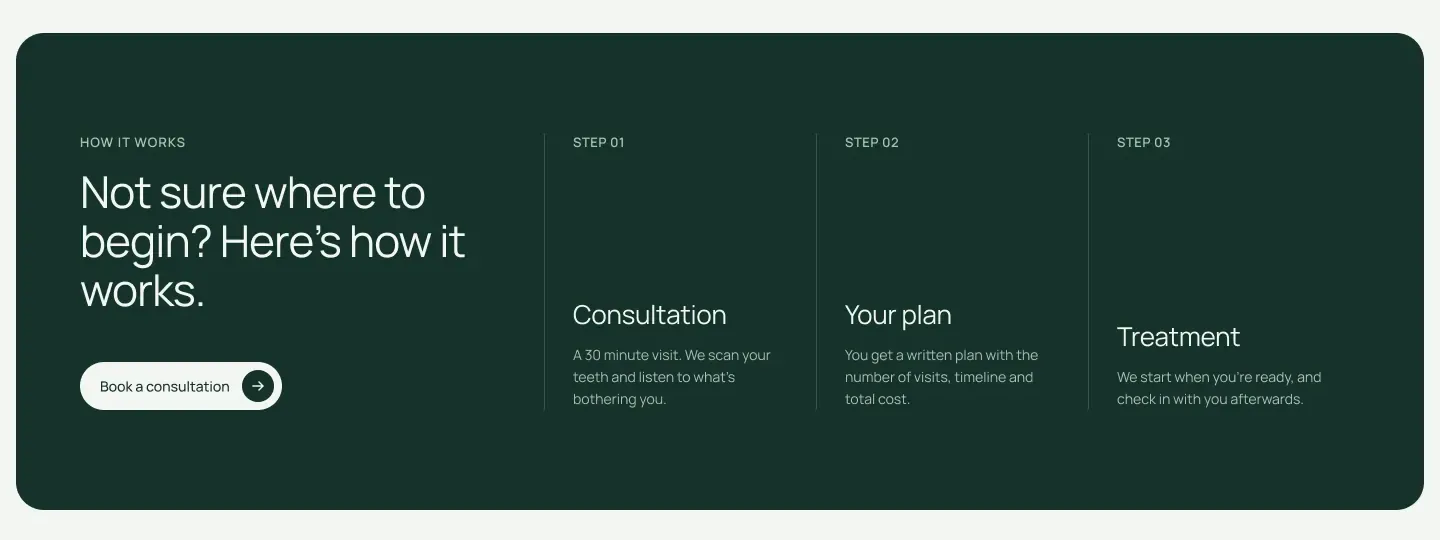 HOW IT WORKS
Not sure where to
begin? Here’s how it
works.
Book a consultation
STEP 01
Consultation
A 30 minute visit. We scan your
teeth and listen to what’s
bothering you.
STEP 02
Your plan
You get a written plan with the
number of visits, timeline and
total cost.
STEP 03
Treatment
We start when you’re ready, and
check in with you afterwards.